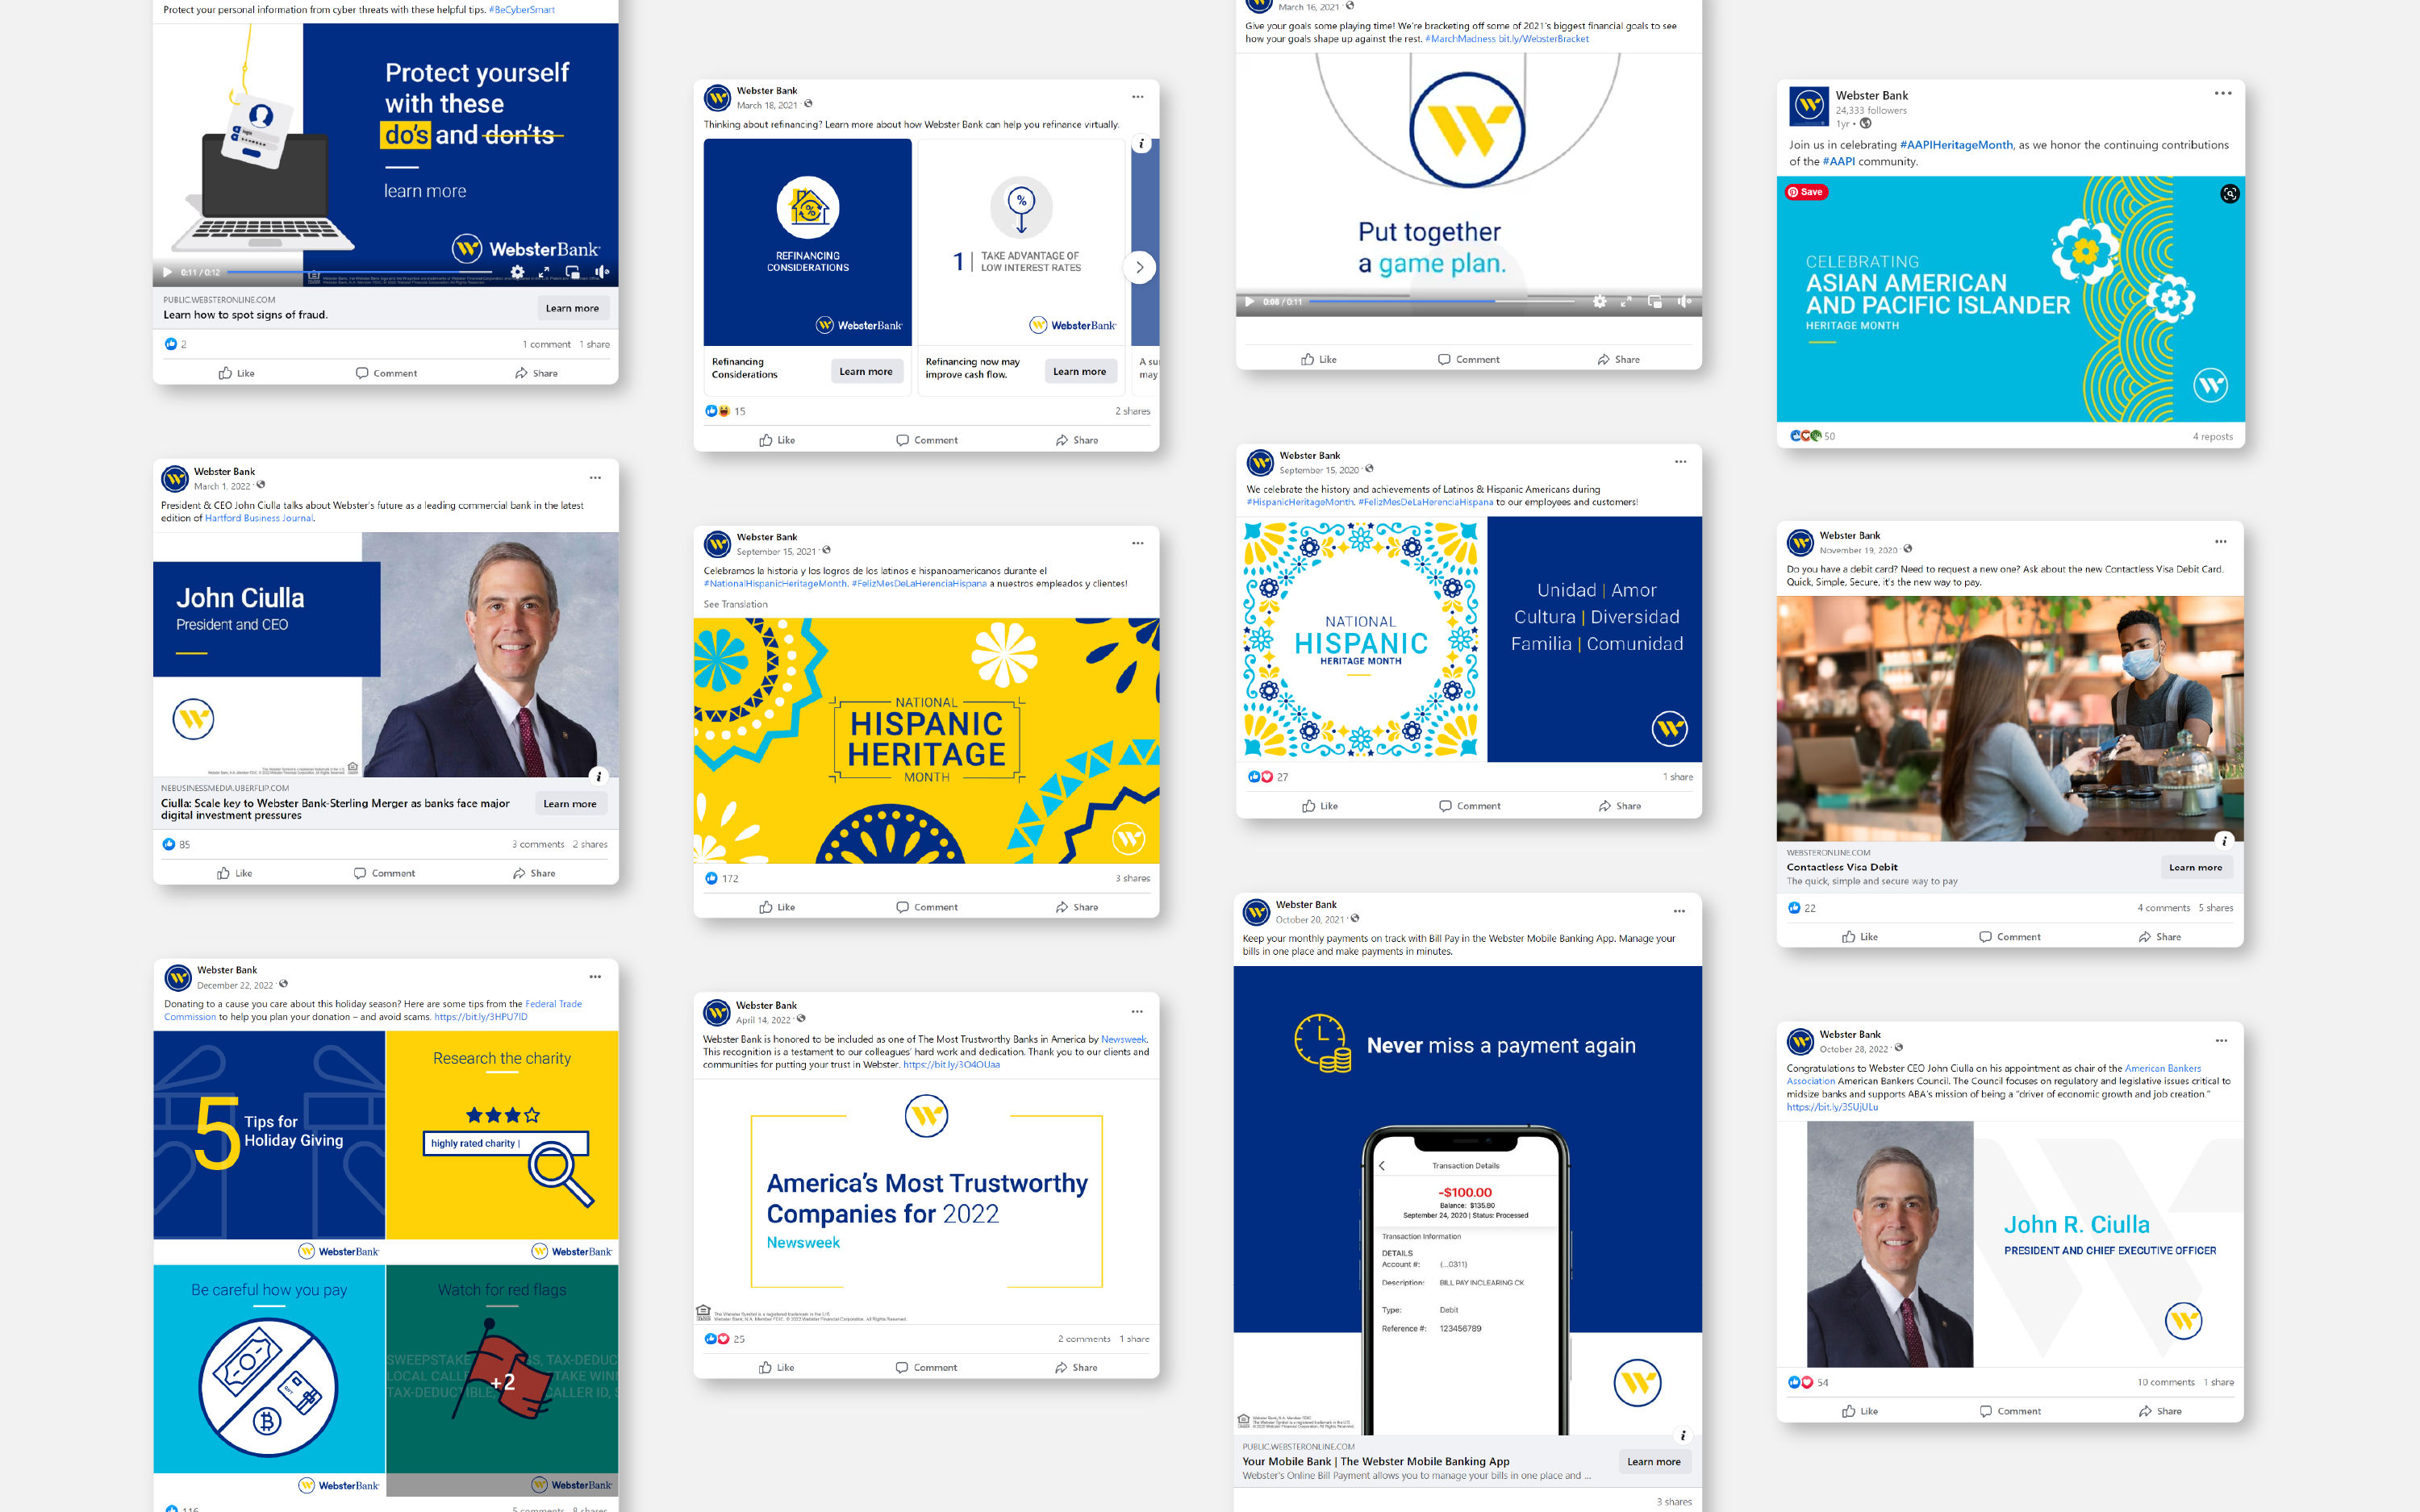 Protect your personal information from cyber threats with these helpful tips. #BeCyberSmart
Protect yourself
with these
do's and don'ts
learn more
WebsterBank
0:11 / 0:12
PUBLIC.WEBSTERONLINE.COM
Learn how to spot signs of fraud.
Learn more
2
1 comment 1 share
Like Comment Share
Webster Bank
March 1, 2022
President & CEO John Ciulla talks about Webster's future as a leading commercial bank in the latest
edition of Hartford Business Journal.
John Ciulla
President and CEO
NEBUSINESSMEDIA.UBERFLIP.COM
Ciulla: Scale key to Webster Bank-Sterling Merger as banks face major
digital investment pressures
Learn more
85
3 comments 2 shares
Like Comment Share
Webster Bank
December 22, 2022
Donating to a cause you care about this holiday season? Here are some tips from the Federal Trade
Commission to help you plan your donation – and avoid scams. https://bit.ly/3HPU7ID
5
Tips for
Holiday Giving
Research the charity
highly rated charity |
WebsterBank
WebsterBank
Be careful how you pay
Watch for red flags
+2
WebsterBank
WebsterBank
116
5 comments 8 shares
Webster Bank
March 18, 2021
Thinking about refinancing? Learn more about how Webster Bank can help you refinance virtually.
REFINANCING
CONSIDERATIONS
WebsterBank
1 | TAKE ADVANTAGE OF
LOW INTEREST RATES
WebsterBank
Refinancing
Considerations
Learn more
Refinancing now may
improve cash flow.
Learn more
A su
may
15
2 shares
Like Comment Share
Webster Bank
September 15, 2021
Celebramos la historia y los logros de los latinos e hispanoamericanos durante el
#NationalHispanicHeritageMonth. #FelizMesDeLaHerenciaHispana a nuestros empleados y clientes!
See Translation
NATIONAL
HISPANIC
HERITAGE
MONTH
172
3 shares
Like Comment Share
Webster Bank
April 14, 2022
Webster Bank is honored to be included as one of The Most Trustworthy Banks in America by Newsweek.
This recognition is a testament to our colleagues' hard work and dedication. Thank you to our clients and
communities for putting your trust in Webster. https://bit.ly/3O4OUaa
America's Most Trustworthy
Companies for 2022
Newsweek
25
2 comments 1 share
Like Comment Share
March 16, 2021
Give your goals some playing time! We're bracketing off some of 2021's biggest financial goals to see
how your goals shape up against the rest. #MarchMadness bit.ly/WebsterBracket
Put together
a game plan.
0:08 / 0:11
Like Comment Share
Webster Bank
September 15, 2020
We celebrate the history and achievements of Latinos & Hispanic Americans during
#HispanicHeritageMonth. #FelizMesDeLaHerenciaHispana to our employees and customers!
NATIONAL
HISPANIC
HERITAGE MONTH
Unidad | Amor
Cultura | Diversidad
Familia | Comunidad
27
1 share
Like Comment Share
Webster Bank
October 20, 2021
Keep your monthly payments on track with Bill Pay in the Webster Mobile Banking App. Manage your
bills in one place and make payments in minutes.
Never miss a payment again
Transaction Details
-$100.00
Balance: $135.80
September 24, 2020 | Status: Processed
Transaction Information
DETAILS
Account #: (...0311)
Description: BILL PAY INCLEARING CK
Type: Debit
Reference #: 123456789
PUBLIC.WEBSTERONLINE.COM
Your Mobile Bank | The Webster Mobile Banking App
Webster's Online Bill Payment allows you to manage your bills in one place and ...
Learn more
3 shares
Webster Bank
24,333 followers
1yr
Join us in celebrating #AAPIHeritageMonth, as we honor the continuing contributions
of the #AAPI community.
Save
CELEBRATING
ASIAN AMERICAN
AND PACIFIC ISLANDER
HERITAGE MONTH
50
4 reposts
Webster Bank
November 19, 2020
Do you have a debit card? Need to request a new one? Ask about the new Contactless Visa Debit Card.
Quick, Simple, Secure, it's the new way to pay.
WEBSTERONLINE.COM
Contactless Visa Debit
The quick, simple and secure way to pay
Learn more
22
4 comments 5 shares
Like Comment Share
Webster Bank
October 28, 2022
Congratulations to Webster CEO John Ciulla on his appointment as chair of the American Bankers
Association American Bankers Council. The Council focuses on regulatory and legislative issues critical to
midsize banks and supports ABA's mission of being a "driver of economic growth and job creation."
https://bit.ly/3SUjULu
John R. Ciulla
PRESIDENT AND CHIEF EXECUTIVE OFFICER
54
10 comments 1 share
Like Comment Share